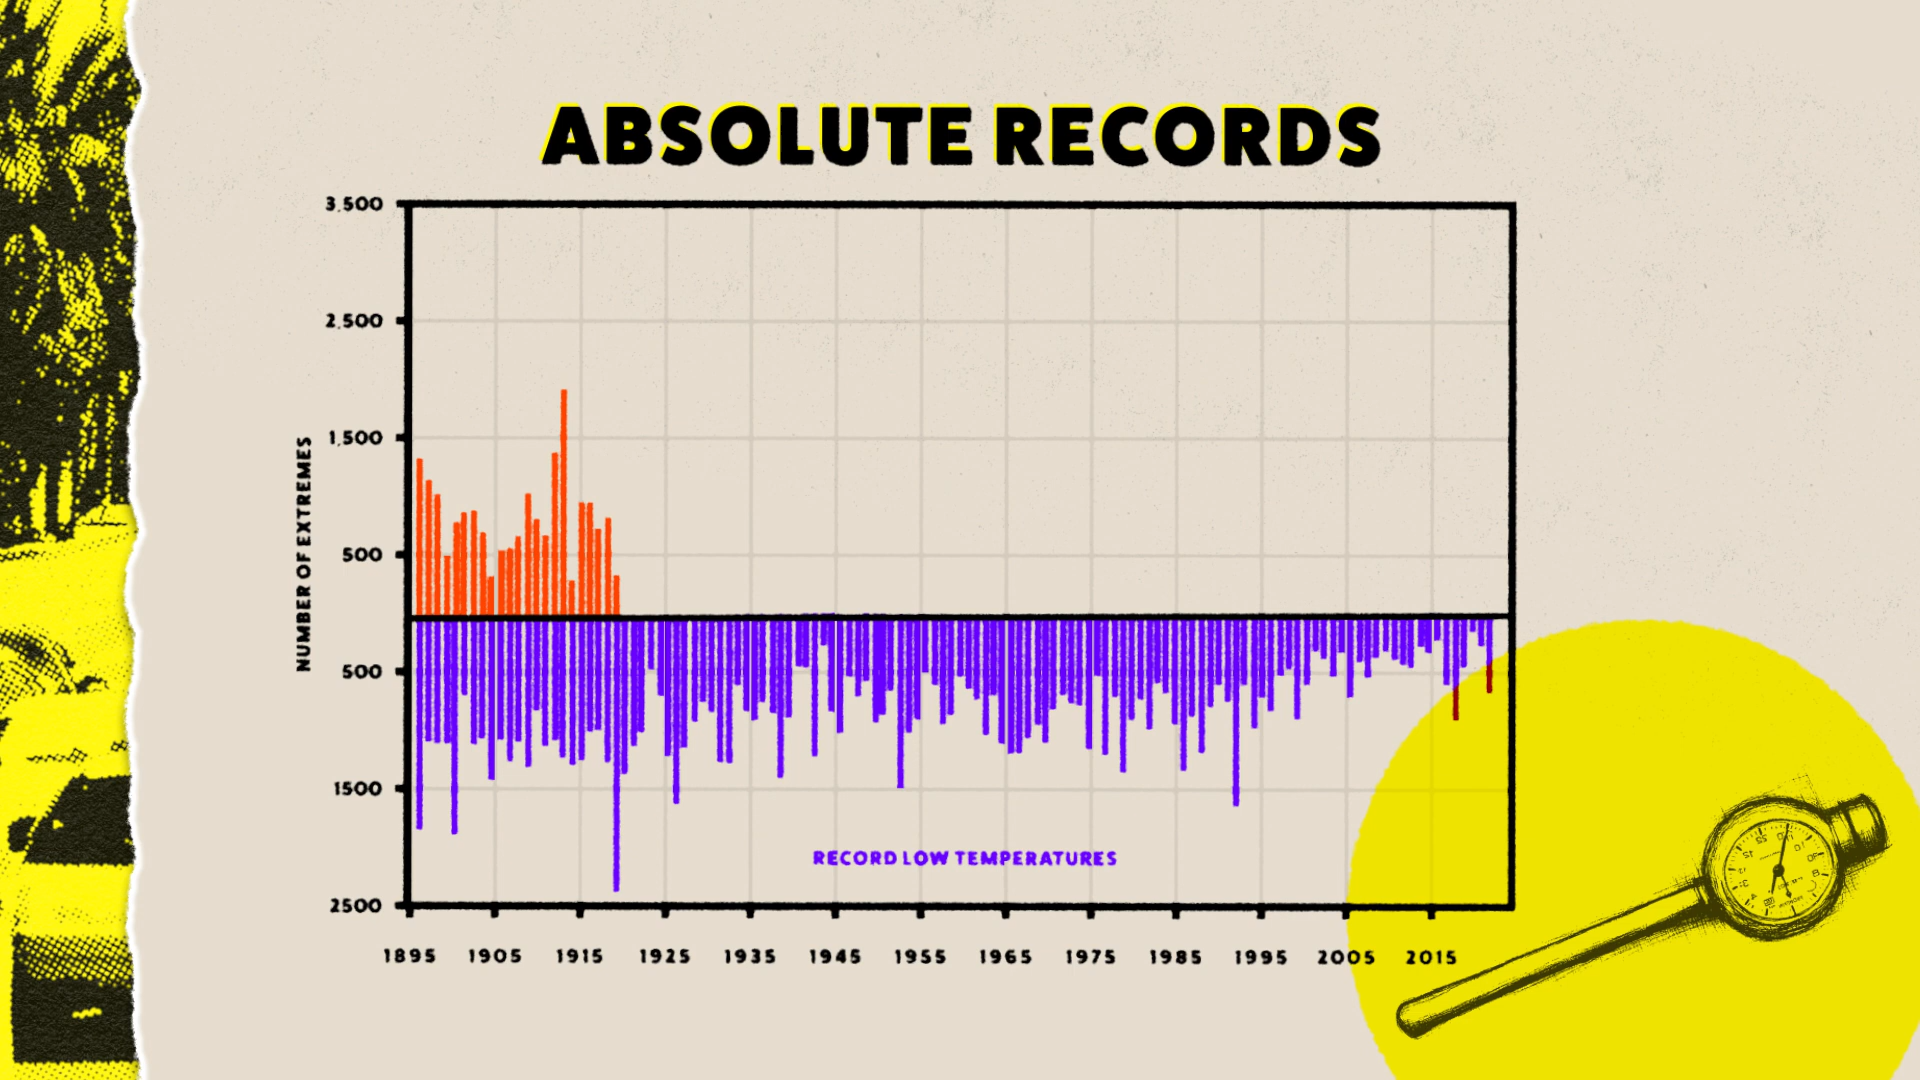 ABSOLUTE RECORDS
3,500
2,500
1,500
500
500
1500
2500
NUMBER OF EXTREMES
RECORD LOW TEMPERATURES
1895 1905 1915 1925 1935 1945 1955 1965 1975 1985 1995 2005 2015